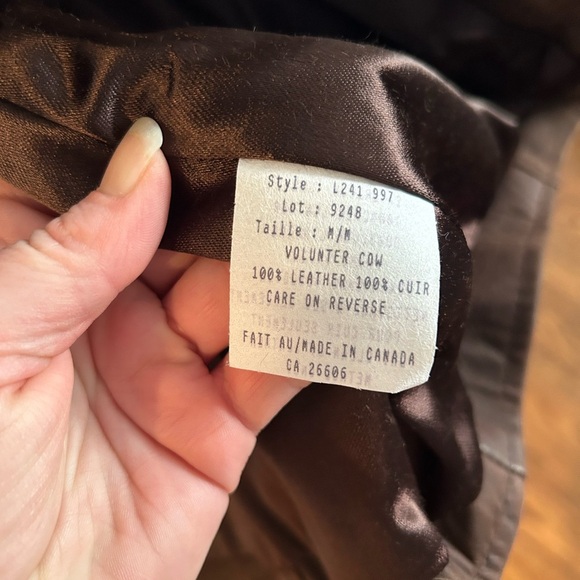 Style : L241 997
Lot : 9248
Taille : M/M
VOLUNTER COW
100% LEATHER 100% CUIR
CARE ON REVERSE
FAIT AU/MADE IN CANADA
CA 26606